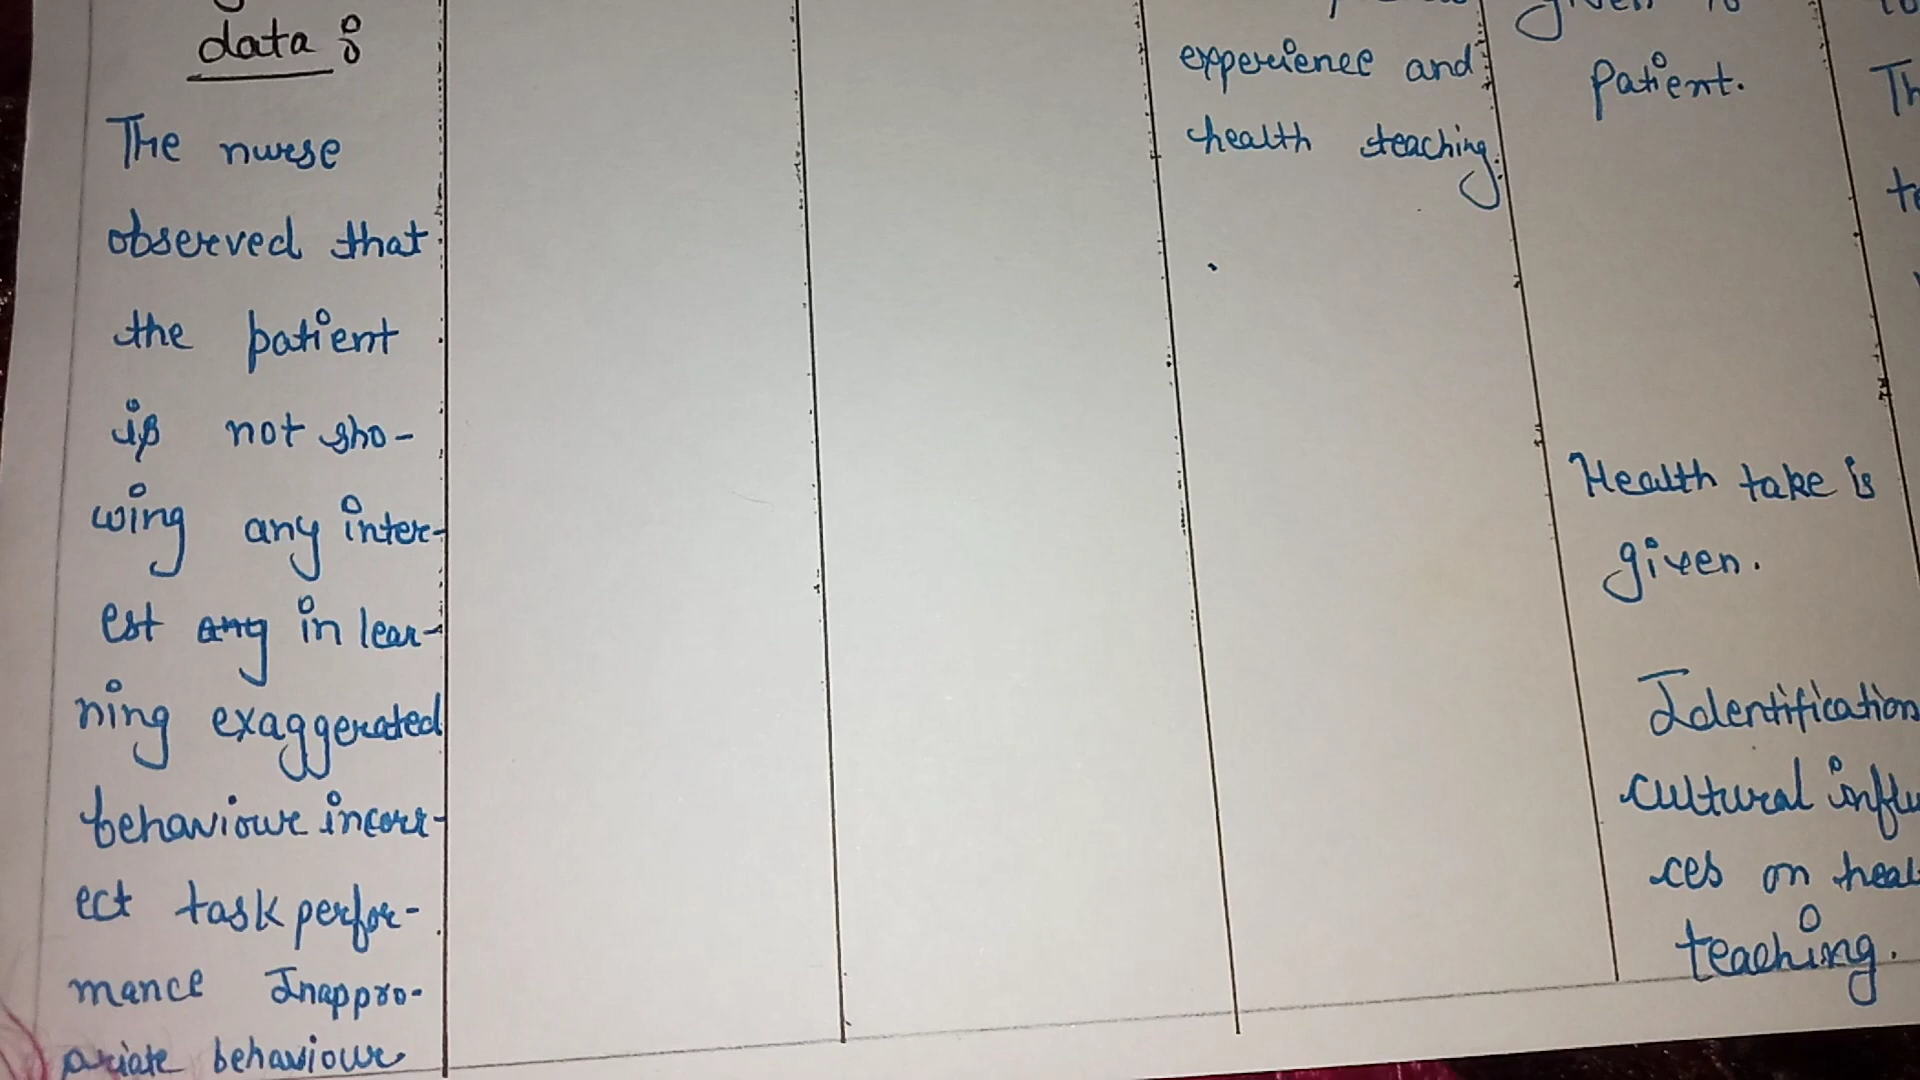 data :
The nurse
observed that
the patient
is not sho-
wing any inter-
est any in lear-
ning exaggerated
behaviour incorr-
ect task perfor-
mance Inappro-
priate behaviour
experience and
health teaching.
given to
Patient.
Health take is
given.
Identification
cultural influ
ces on heal
teaching.